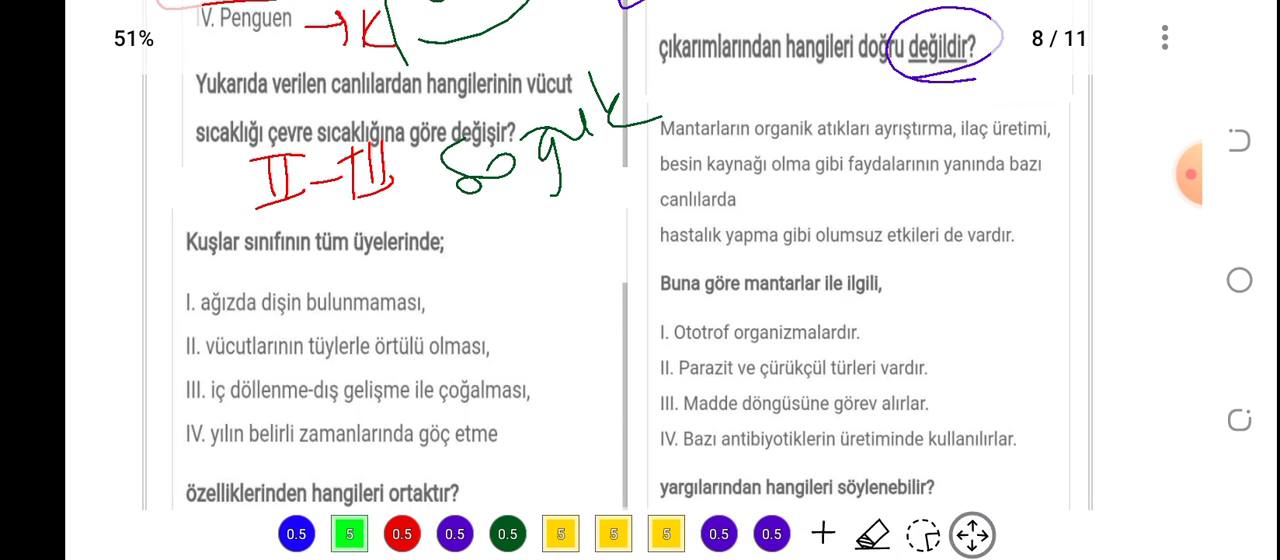 51%
8 / 11
V. Penguen
K
Yukarıda verilen canlılardan hangilerinin vücut
sıcaklığı çevre sıcaklığına göre değişir?
II - III
Soğuk
Kuşlar sınıfının tüm üyelerinde;
I. ağızda dişin bulunmaması,
II. vücutlarının tüylerle örtülü olması,
III. iç döllenme-dış gelişme ile çoğalması,
IV. yılın belirli zamanlarında göç etme
özelliklerinden hangileri ortaktır?
çıkarımlarından hangileri doğru değildir?
Mantarların organik atıkları ayrıştırma, ilaç üretimi,
besin kaynağı olma gibi faydalarının yanında bazı
canlılarda
hastalık yapma gibi olumsuz etkileri de vardır.
Buna göre mantarlar ile ilgili,
I. Ototrof organizmalardır.
II. Parazit ve çürükçül türleri vardır.
III. Madde döngüsüne görev alırlar.
IV. Bazı antibiyotiklerin üretiminde kullanılırlar.
yargılarından hangileri söylenebilir?
0.5 5 0.5 0.5 0.5 5 5 5 0.5 0.5